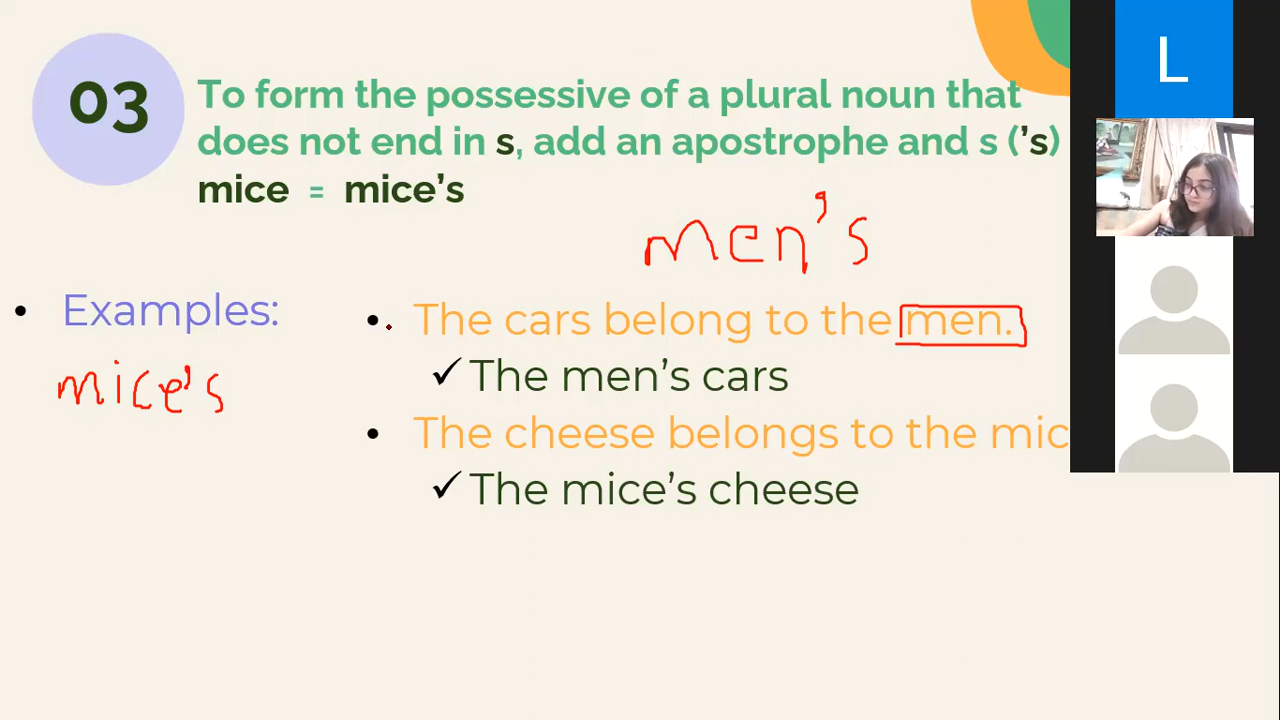 03
To form the possessive of a plural noun that
does not end in s, add an apostrophe and s (’s)
mice = mice’s
men's
• Examples:
mice's
• The cars belong to the men.
✓ The men’s cars
• The cheese belongs to the mic
✓ The mice’s cheese
L